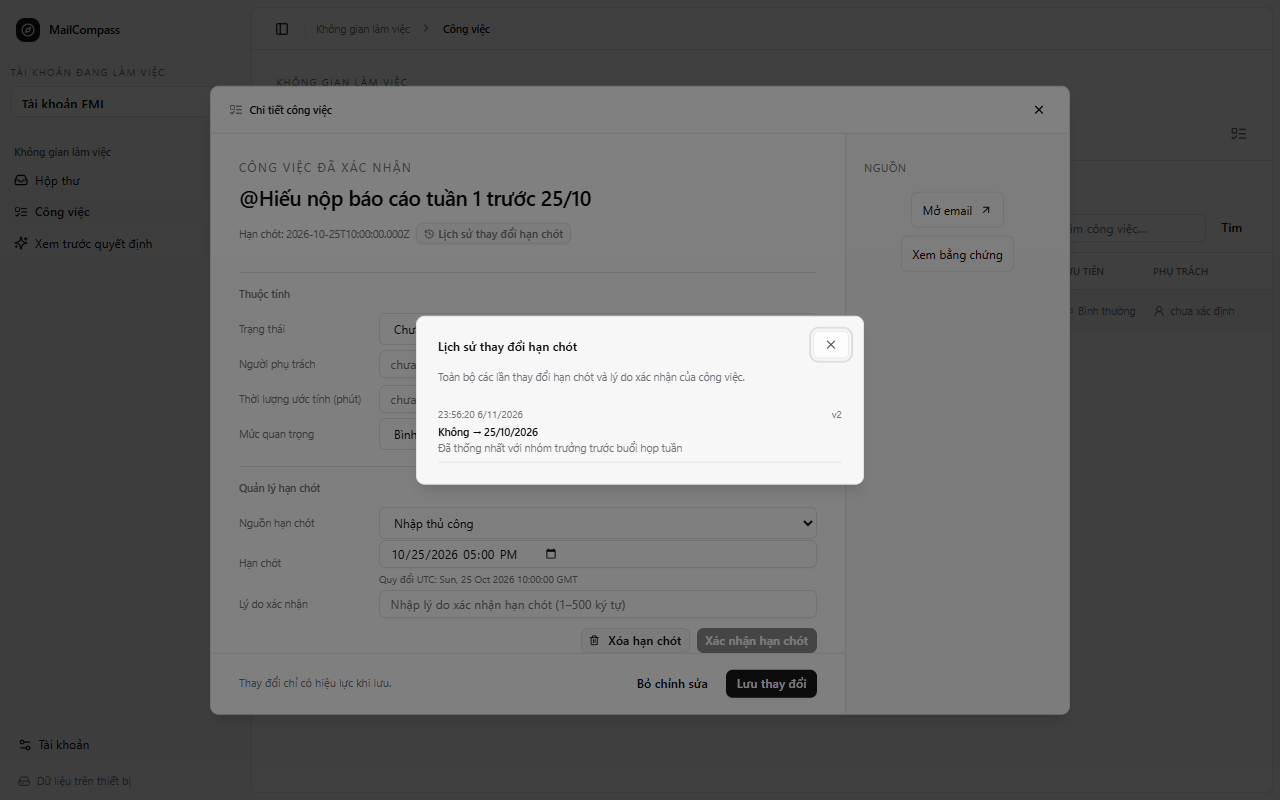 MailCompass
Không gian làm việc
Công việc
TÀI KHOẢN ĐANG LÀM VIỆC
Tài khoản FMI
KHÔNG GIAN LÀM VIỆC
Không gian làm việc
Hộp thư
Công việc
Xem trước quyết định
Tài khoản
Dữ liệu trên thiết bị
Chi tiết công việc
CÔNG VIỆC ĐÃ XÁC NHẬN
@Hiếu nộp báo cáo tuần 1 trước 25/10
Hạn chót: 2026-10-25T10:00:00.000Z
Lịch sử thay đổi hạn chót
Thuộc tính
Trạng thái
Người phụ trách
Thời lượng ước tính (phút)
Mức quan trọng
Lịch sử thay đổi hạn chót
Toàn bộ các lần thay đổi hạn chót và lý do xác nhận của công việc.
23:56:20 6/11/2026
v2
Không → 25/10/2026
Đã thống nhất với nhóm trưởng trước buổi họp tuần
Quản lý hạn chót
Nguồn hạn chót
Nhập thủ công
Hạn chót
10/25/2026 05:00 PM
Quy đổi UTC: Sun, 25 Oct 2026 10:00:00 GMT
Lý do xác nhận
Nhập lý do xác nhận hạn chót (1–500 ký tự)
Xóa hạn chót
Xác nhận hạn chót
Thay đổi chỉ có hiệu lực khi lưu.
Bỏ chỉnh sửa
Lưu thay đổi
NGUỒN
Mở email
Xem bằng chứng
công việc...
Tìm
TIÊN
PHỤ TRÁCH
Bình thường
chưa xác định